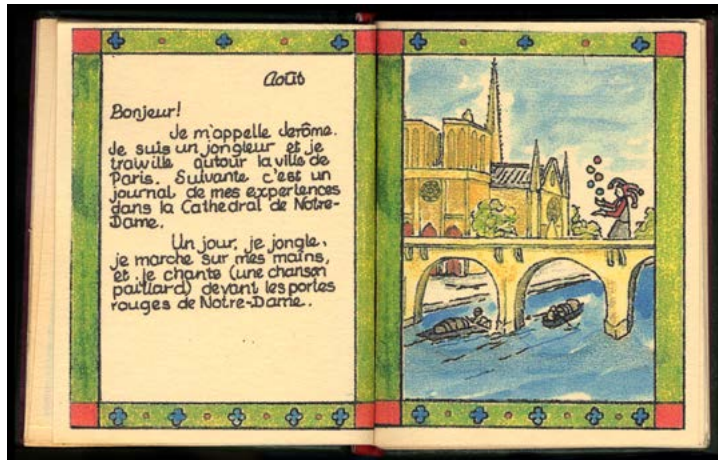 Août
Bonjeur!
Je m'appelle Jerôme.
Je suis un jongleur et je
trawille autour la ville de
Paris. Suivante c'est un
journal de mes experiences
dans la Cathedral de Notre-
Dame.
Un jour, je jongle,
je marche sur mes mains,
et je chante (une chanson
paillard) devant les portes
rouges de Notre-Dame.